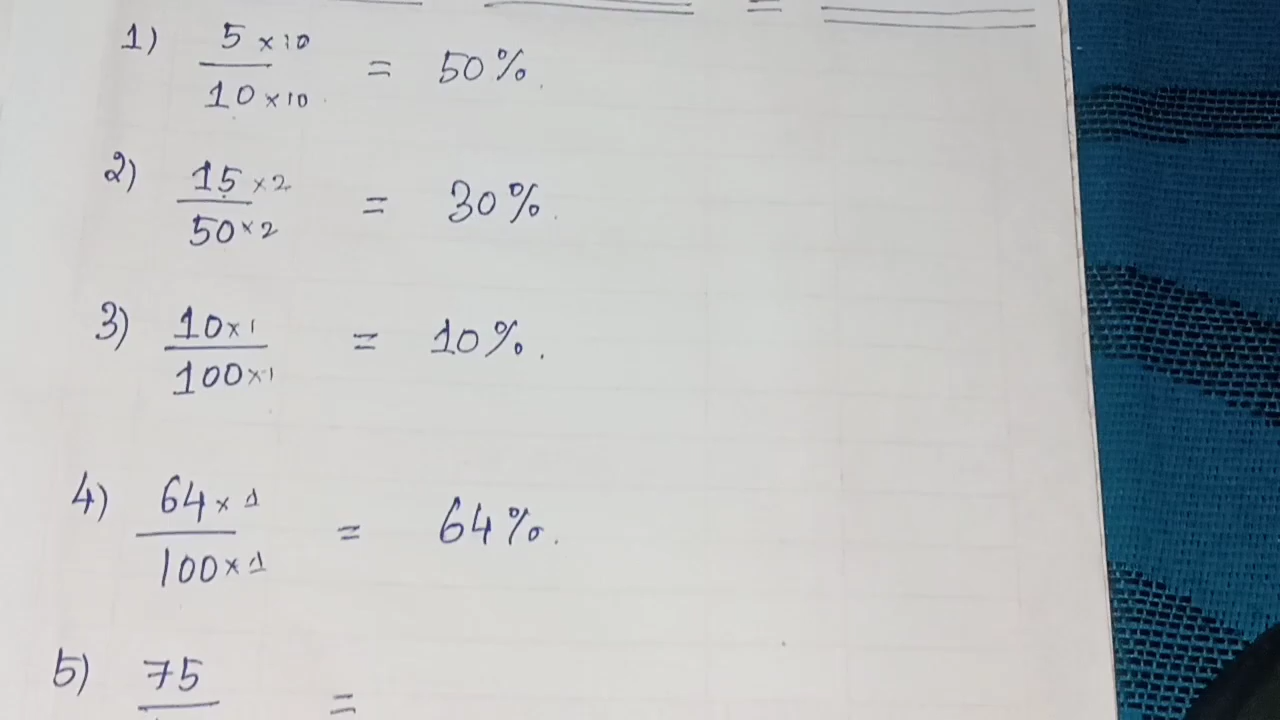 1) 5 × 10 / 10 × 10 = 50%.
2) 15 × 2 / 50 × 2 = 30%.
3) 10 × 1 / 100 × 1 = 10%.
4) 64 × 1 / 100 × 1 = 64%.
5) 75 =